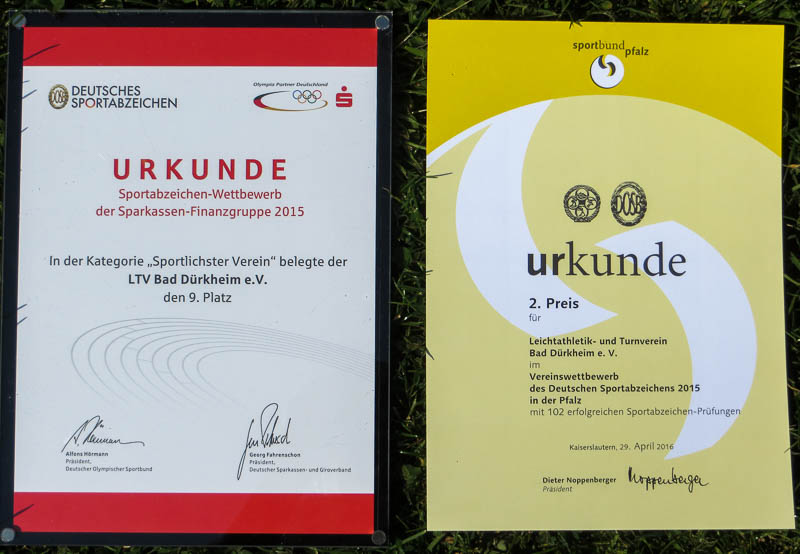 DOSB
DEUTSCHES
SPORTABZEICHEN
Olympia Partner Deutschland
URKUNDE
Sportabzeichen-Wettbewerb
der Sparkassen-Finanzgruppe 2015
In der Kategorie „Sportlichster Verein“ belegte der
LTV Bad Dürkheim e.V.
den 9. Platz
Alfons Hörmann
Präsident,
Deutscher Olympischer Sportbund
Georg Fahrenschon
Präsident,
Deutscher Sparkassen- und Giroverband
sportbund
pfalz
DOSB
urkunde
2. Preis
für
Leichtathletik- und Turnverein
Bad Dürkheim e. V.
im
Vereinswettbewerb
des Deutschen Sportabzeichens 2015
in der Pfalz
mit 102 erfolgreichen Sportabzeichen-Prüfungen
Kaiserslautern, 29. April 2016
Dieter Noppenberger
Präsident
Noppenberger